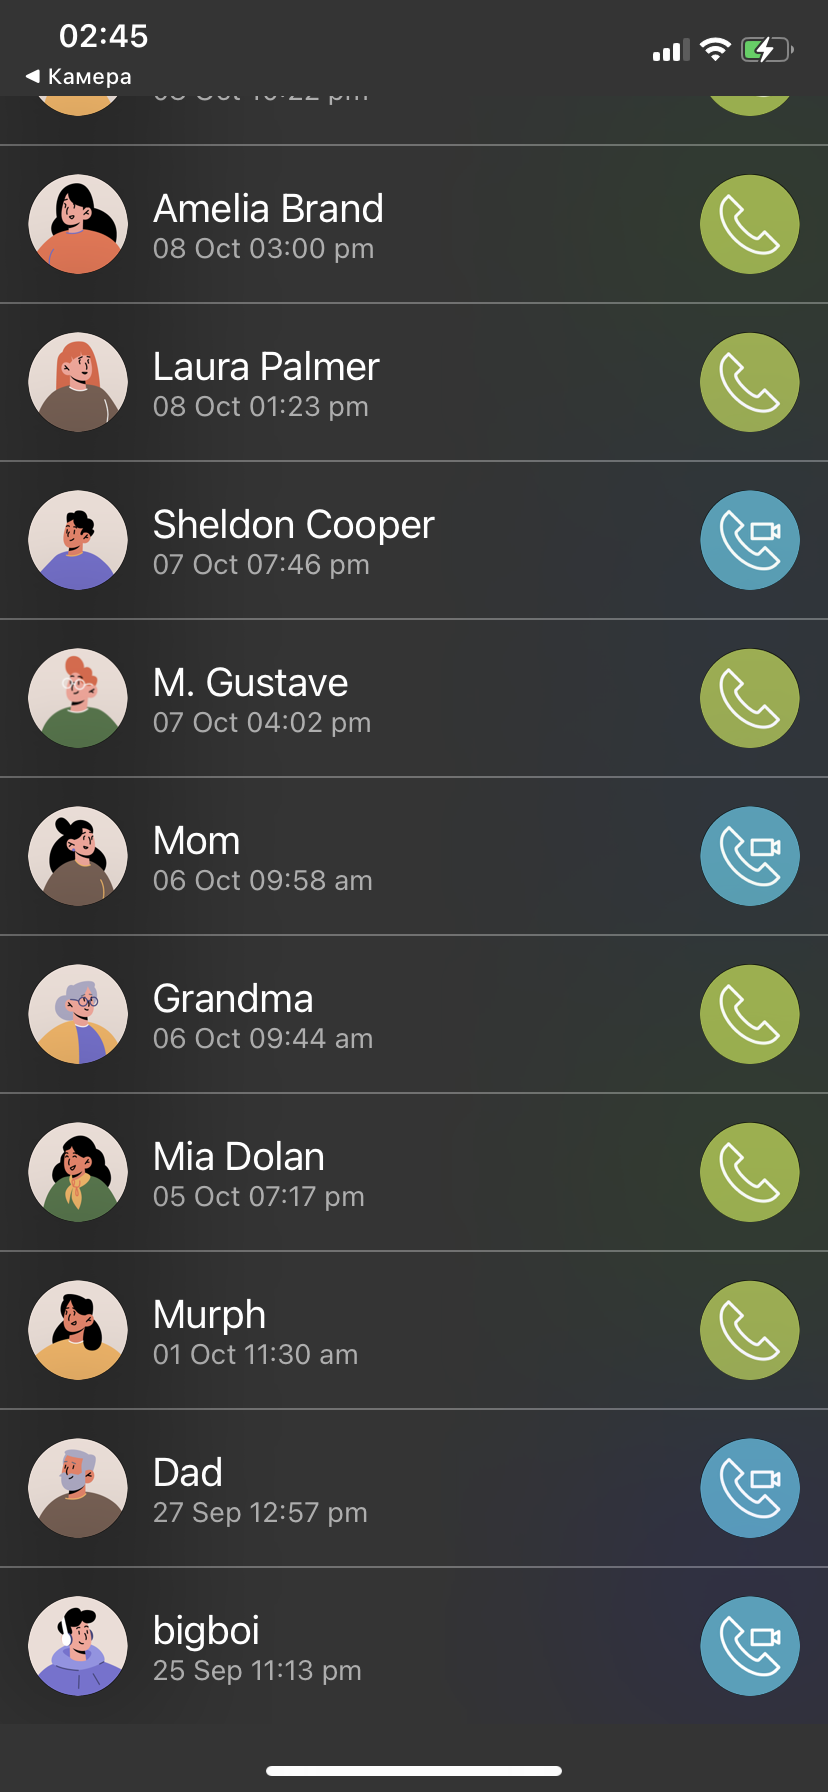 02:45
◀ Камера
Amelia Brand
08 Oct 03:00 pm
Laura Palmer
08 Oct 01:23 pm
Sheldon Cooper
07 Oct 07:46 pm
M. Gustave
07 Oct 04:02 pm
Mom
06 Oct 09:58 am
Grandma
06 Oct 09:44 am
Mia Dolan
05 Oct 07:17 pm
Murph
01 Oct 11:30 am
Dad
27 Sep 12:57 pm
bigboi
25 Sep 11:13 pm